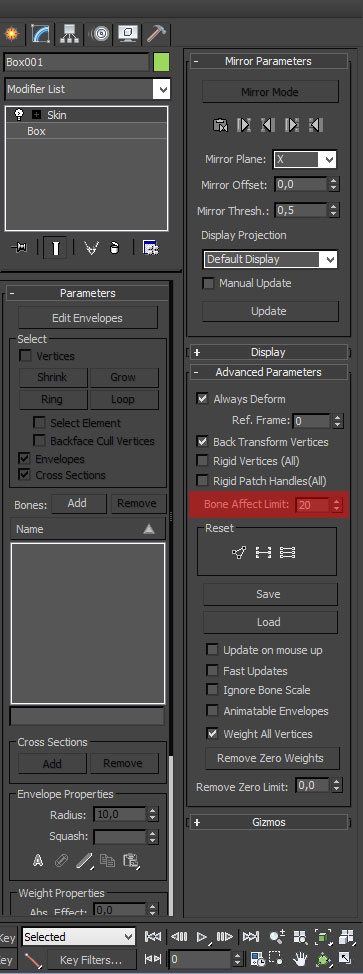 Box001
Modifier List
Skin
Box
Parameters
Edit Envelopes
Select
Vertices
Shrink Grow
Ring Loop
Select Element
Backface Cull Vertices
Envelopes
Cross Sections
Bones: Add Remove
Name
Cross Sections
Add Remove
Envelope Properties
Radius: 10,0
Squash:
Weight Properties
Abs. Effect: 0,0
Mirror Parameters
Mirror Mode
Mirror Plane: X
Mirror Offset: 0,0
Mirror Thresh.: 0,5
Display Projection
Default Display
Manual Update
Update
Display
Advanced Parameters
Always Deform
Ref. Frame: 0
Back Transform Vertices
Rigid Vertices (All)
Rigid Patch Handles(All)
Bone Affect Limit: 20
Reset
Save
Load
Update on mouse up
Fast Updates
Ignore Bone Scale
Animatable Envelopes
Weight All Vertices
Remove Zero Weights
Remove Zero Limit: 0,0
Gizmos
Key Selected
Key Key Filters... 0